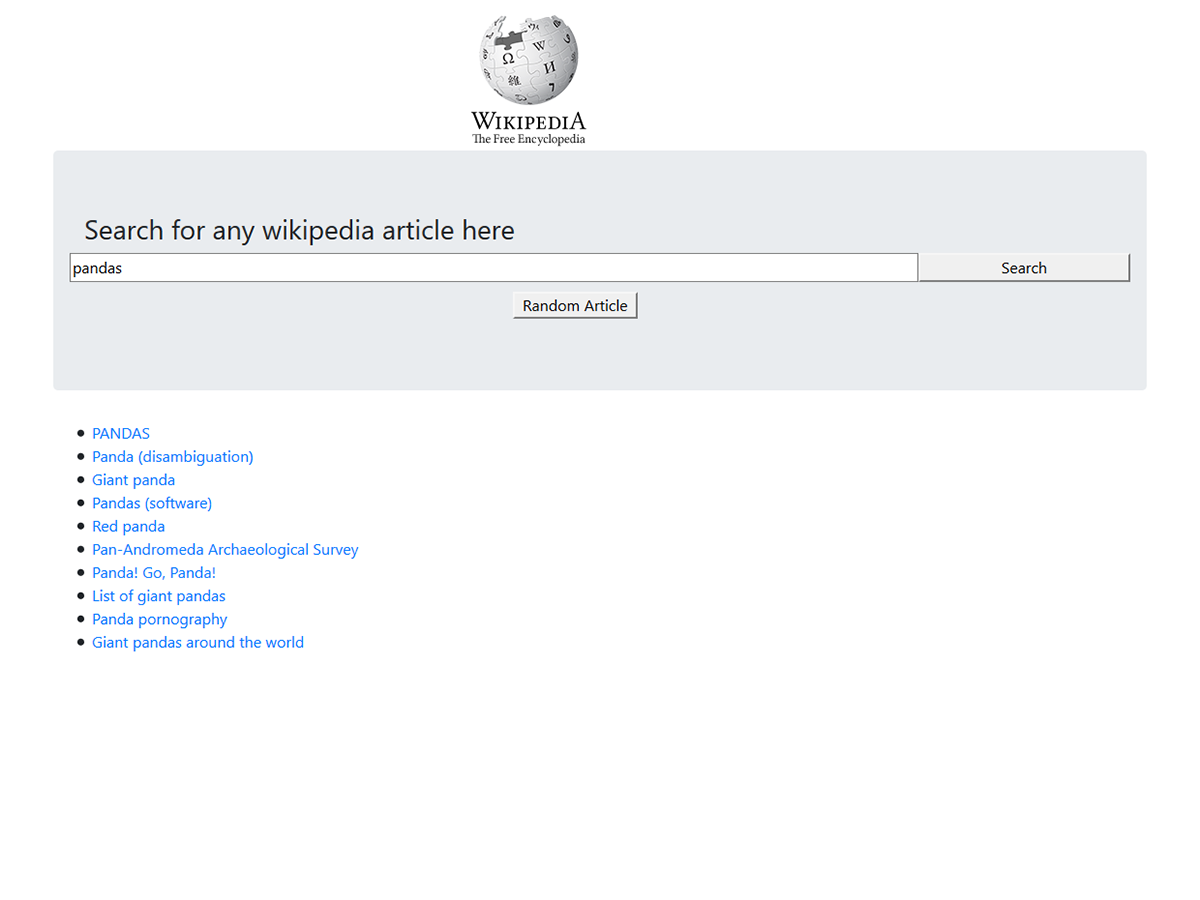 Ω W И 維
WIKIPEDIA
The Free Encyclopedia
Search for any wikipedia article here
pandas
Search
Random Article
PANDAS
Panda (disambiguation)
Giant panda
Pandas (software)
Red panda
Pan-Andromeda Archaeological Survey
Panda! Go, Panda!
List of giant pandas
Panda pornography
Giant pandas around the world